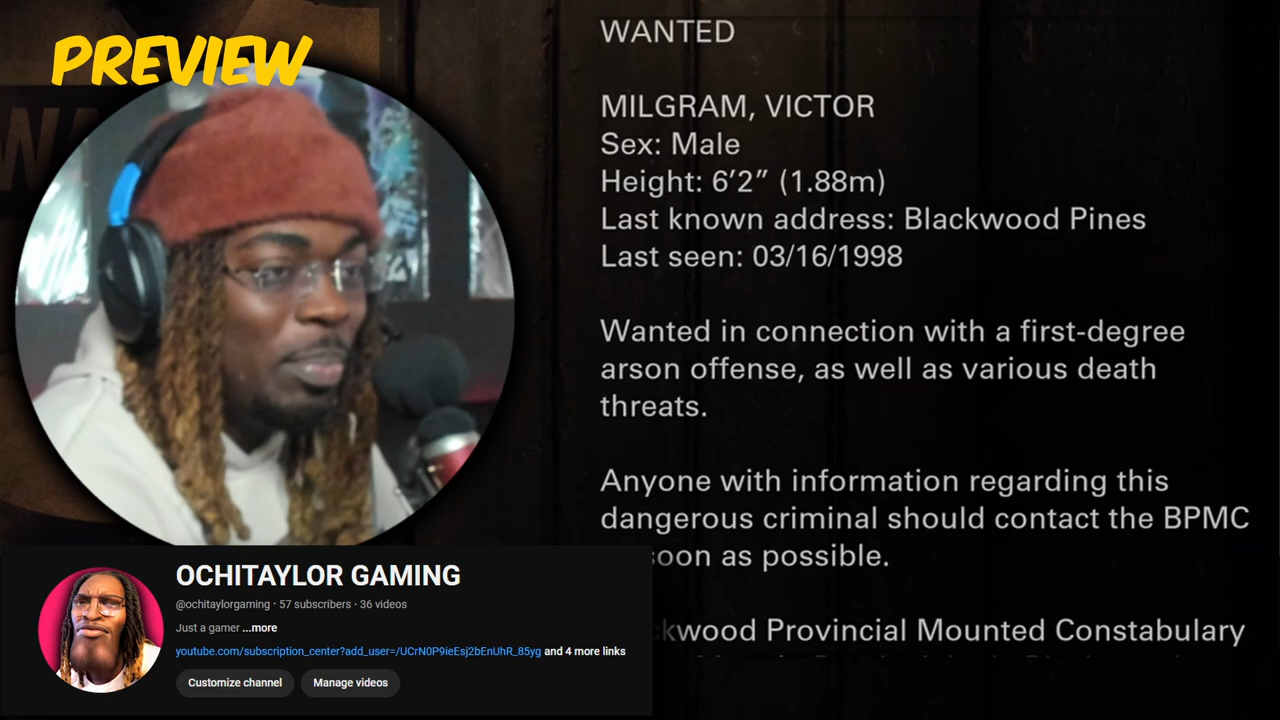 PREVIEW
WANTED
MILGRAM, VICTOR
Sex: Male
Height: 6’2” (1.88m)
Last known address: Blackwood Pines
Last seen: 03/16/1998
Wanted in connection with a first-degree
arson offense, as well as various death
threats.
Anyone with information regarding this
dangerous criminal should contact the BPMC
soon as possible.
ckwood Provincial Mounted Constabulary
OCHITAYLOR GAMING
@ochitaylorgaming · 57 subscribers · 36 videos
Just a gamer ...more
youtube.com/subscription_center?add_user=/UCrN0P9ieEsj2bEnUhR_85yg and 4 more links
Customize channel Manage videos